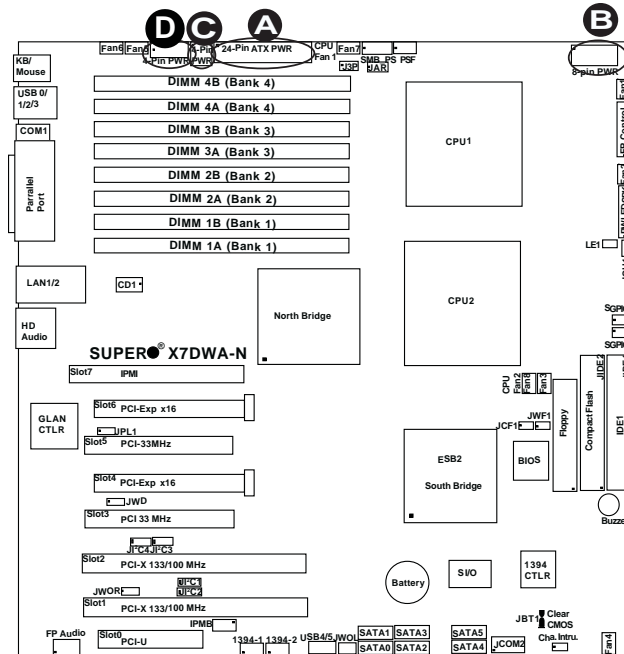 D C A B
Fan6 Fan5 4-Pin PWR 24-Pin ATX PWR CPU Fan1 Fan7 SMB PS PSF
J3P JAR
8-pin PWR
KB/ Mouse
USB 0/ 1/2/3
COM1
Parrallel Port
LAN1/2
HD Audio
DIMM 4B (Bank 4)
DIMM 4A (Bank 4)
DIMM 3B (Bank 3)
DIMM 3A (Bank 3)
DIMM 2B (Bank 2)
DIMM 2A (Bank 2)
DIMM 1B (Bank 1)
DIMM 1A (Bank 1)
CPU1
CPU2
FP Control
LE1
CD1
North Bridge
SUPER® X7DWA-N
Slot7 IPMI
Slot6 PCI-Exp x16
JPL1
Slot5 PCI-33MHz
GLAN CTLR
Slot4 PCI-Exp x16
JWD
Slot3 PCI 33 MHz
JI²C4 JI²C3
Slot2 PCI-X 133/100 MHz
JI²C1
JI²C2
JWOR
Slot1 PCI-X 133/100 MHz
IPMB
Slot0 PCI-U
FP Audio
1394-1 1394-2 USB4/5 JWOL
SATA1 SATA3
SATA0 SATA2
SATA5
SATA4
JCOM2
CPU Fan2 Fan8 Fan3
JCF1 JWF1
Floppy
Compact Flash
JIDE2
IDE1
ESB2
South Bridge
BIOS
Buzze
Battery
SI/O
1394 CTLR
JBT1 Clear CMOS
Cha. Intru.
Fan4